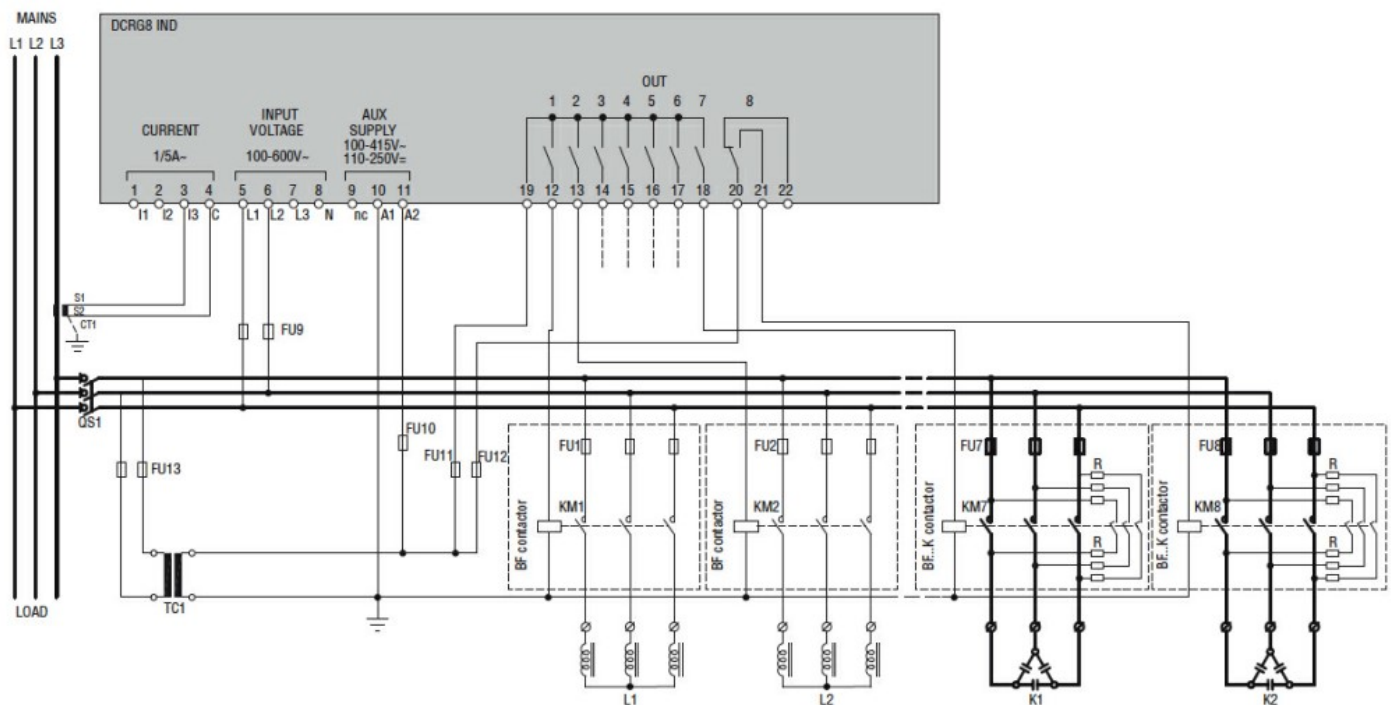 MAINS
L1 L2 L3
DCRG8 IND
OUT
1 2 3 4 5 6 7 8
CURRENT
1/5A~
INPUT
VOLTAGE
100-600V~
AUX
SUPPLY
100-415V~
110-250V=
1 2 3 4 5 6 7 8 9 10 11 19 12 13 14 15 16 17 18 20 21 22
I1 I2 I3 C L1 L2 L3 N nc A1 A2
S1
S2
CT1
FU9
QS1
FU13
FU10
FU11
FU12
FU1
FU2
FU7
FU8
R
R
KM1
KM2
KM7
KM8
BF contactor
BF contactor
BF...K contactor
BF...K contactor
R
R
LOAD
TC1
L1
L2
K1
K2